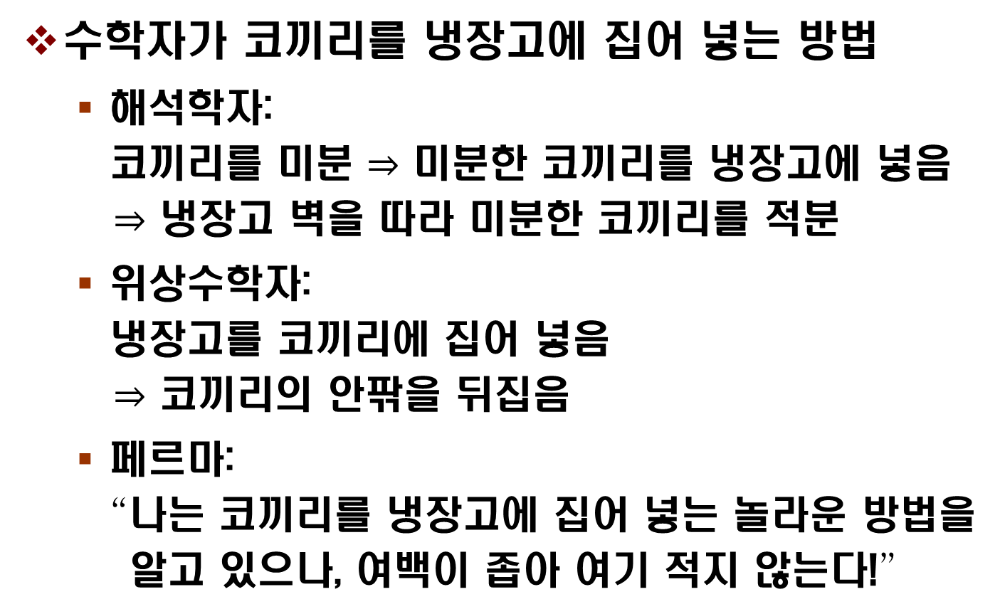 ❖ 수학자가 코끼리를 냉장고에 집어 넣는 방법
▪ 해석학자:
코끼리를 미분 ⇒ 미분한 코끼리를 냉장고에 넣음
⇒ 냉장고 벽을 따라 미분한 코끼리를 적분
▪ 위상수학자:
냉장고를 코끼리에 집어 넣음
⇒ 코끼리의 안팎을 뒤집음
▪ 페르마:
“나는 코끼리를 냉장고에 집어 넣는 놀라운 방법을
알고 있으나, 여백이 좁아 여기 적지 않는다!”